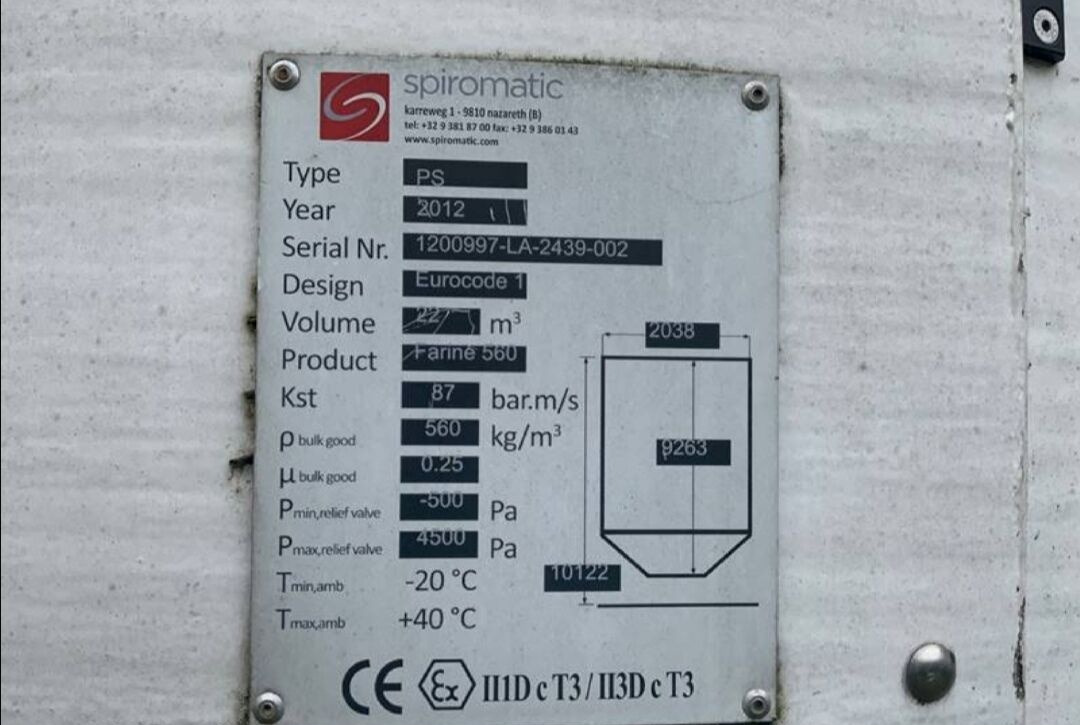 spiromatic
karreweg 1 - 9810 nazareth (B)
tel: +32 9 381 87 00 fax: +32 9 386 03 43
www.spiromatic.com
Type PS
Year 2012
Serial Nr. 1200997-LA-2439-002
Design Eurocode 1
Volume 22 m³
Product Farine 560
Kst 87 bar.m/s
ρ bulk good 560 kg/m³
μ bulk good 0.25
Pmin,relief valve -500 Pa
Pmax,relief valve 4500 Pa
Tmin,amb -20 °C
Tmax,amb +40 °C
2038
9263
10122
CE Ex II1D c T3 / II3D c T3